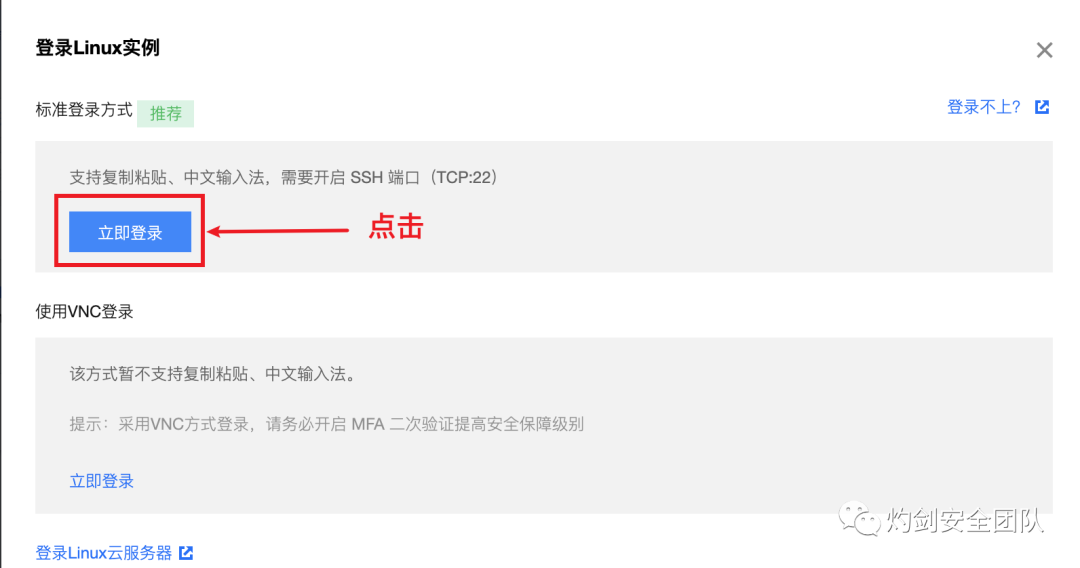 登录Linux实例
标准登录方式 推荐
登录不上?
支持复制粘贴、中文输入法，需要开启 SSH 端口（TCP:22）
立即登录
点击
使用VNC登录
该方式暂不支持复制粘贴、中文输入法。
提示：采用VNC方式登录，请务必开启 MFA 二次验证提高安全保障级别
立即登录
灼剑安全团队
登录Linux云服务器